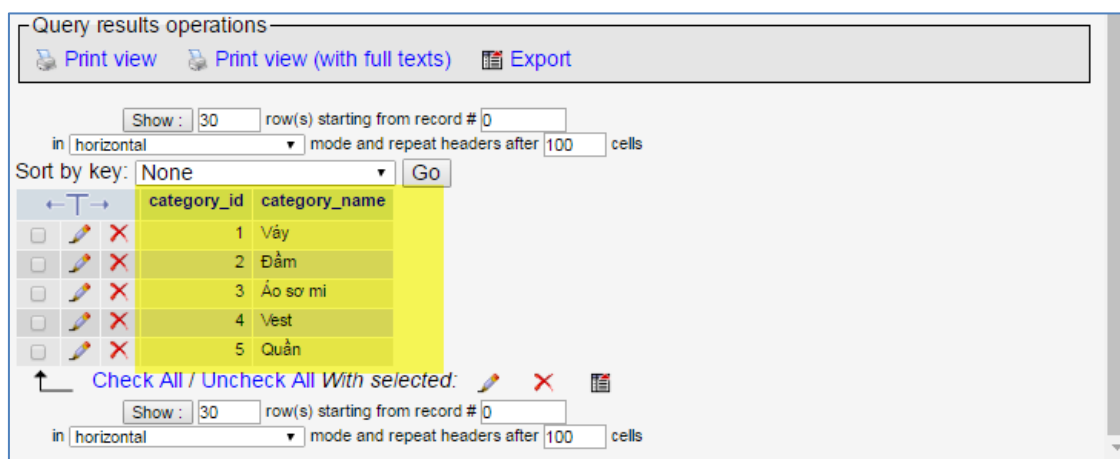 Query results operations
Print view Print view (with full texts) Export
Show : 30 row(s) starting from record # 0
in horizontal mode and repeat headers after 100 cells
Sort by key: None Go
←T→ category_id category_name
1 Váy
2 Đầm
3 Áo sơ mi
4 Vest
5 Quần
Check All / Uncheck All With selected:
Show : 30 row(s) starting from record # 0
in horizontal mode and repeat headers after 100 cells